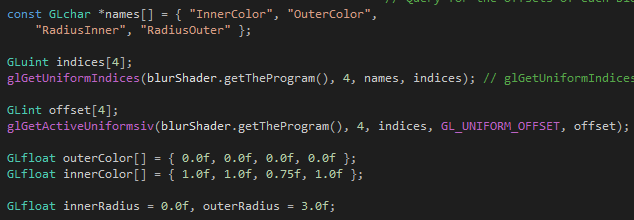 // Query for the offsets of each
const GLchar *names[] = { "InnerColor", "OuterColor",
"RadiusInner", "RadiusOuter" };
GLuint indices[4];
glGetUniformIndices(blurShader.getTheProgram(), 4, names, indices); // glGetUniformIndices
GLint offset[4];
glGetActiveUniformsiv(blurShader.getTheProgram(), 4, indices, GL_UNIFORM_OFFSET, offset);
GLfloat outerColor[] = { 0.0f, 0.0f, 0.0f, 0.0f };
GLfloat innerColor[] = { 1.0f, 1.0f, 0.75f, 1.0f };
GLfloat innerRadius = 0.0f, outerRadius = 3.0f;